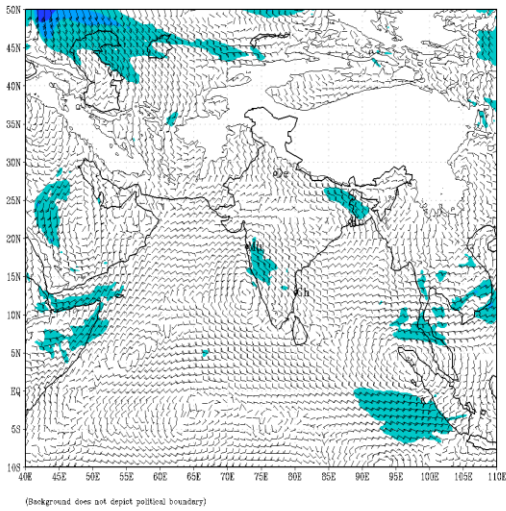 50N
45N
40N
35N
30N
25N
20N
15N
10N
5N
EQ
5S
10S
40E 45E 50E 55E 60E 65E 70E 75E 80E 85E 90E 95E 100E 105E 110E
(Background does not depict political boundary)